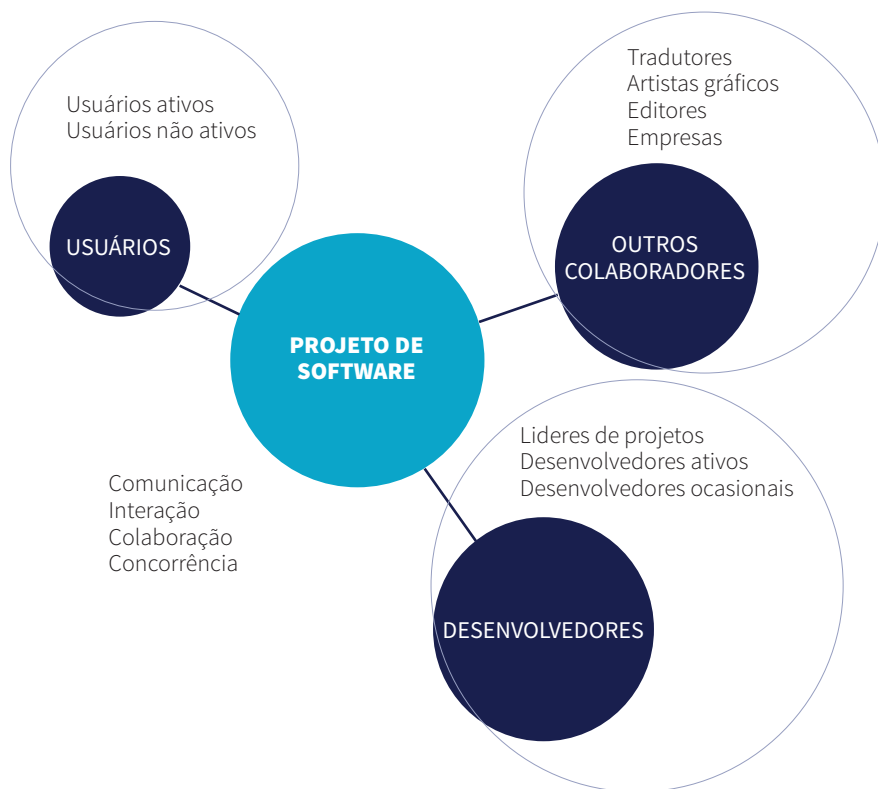 Usuários ativos
Usuários não ativos
USUÁRIOS
Tradutores
Artistas gráficos
Editores
Empresas
OUTROS
COLABORADORES
PROJETO DE
SOFTWARE
Comunicação
Interação
Colaboração
Concorrência
Lideres de projetos
Desenvolvedores ativos
Desenvolvedores ocasionais
DESENVOLVEDORES